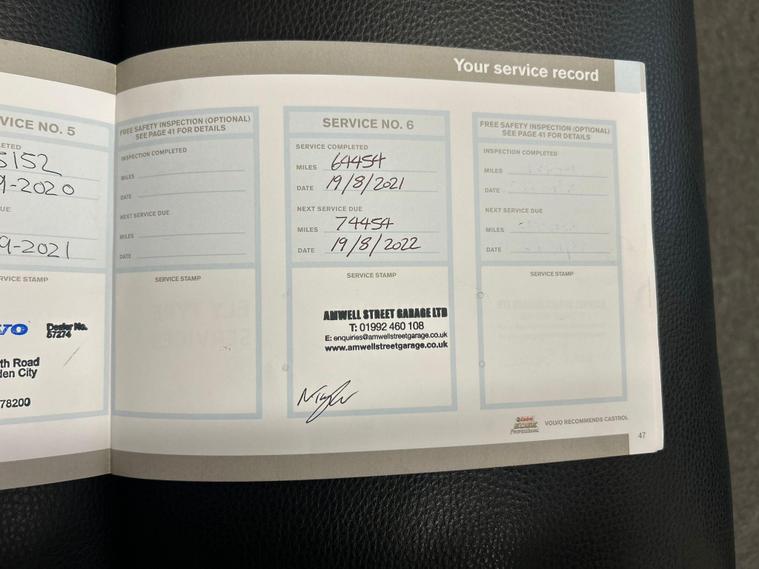 Your service record
VICE NO. 5
ETED
5152
9-2020
UE
9-2021
RVICE STAMP
VO
Dealer No.
67274
th Road
den City
78200
FREE SAFETY INSPECTION (OPTIONAL)
SEE PAGE 41 FOR DETAILS
INSPECTION COMPLETED
MILES
DATE
NEXT SERVICE DUE
MILES
DATE
SERVICE STAMP
SERVICE NO. 6
SERVICE COMPLETED
MILES 64454
DATE 19/8/2021
NEXT SERVICE DUE
MILES 74454
DATE 19/8/2022
SERVICE STAMP
AMWELL STREET GARAGE LTD
T: 01992 460 108
E: enquiries@amwellstreetgarage.co.uk
www.amwellstreetgarage.co.uk
FREE SAFETY INSPECTION (OPTIONAL)
SEE PAGE 41 FOR DETAILS
INSPECTION COMPLETED
MILES
DATE
NEXT SERVICE DUE
MILES
DATE
SERVICE STAMP
Castrol
Professional
VOLVO RECOMMENDS CASTROL
47